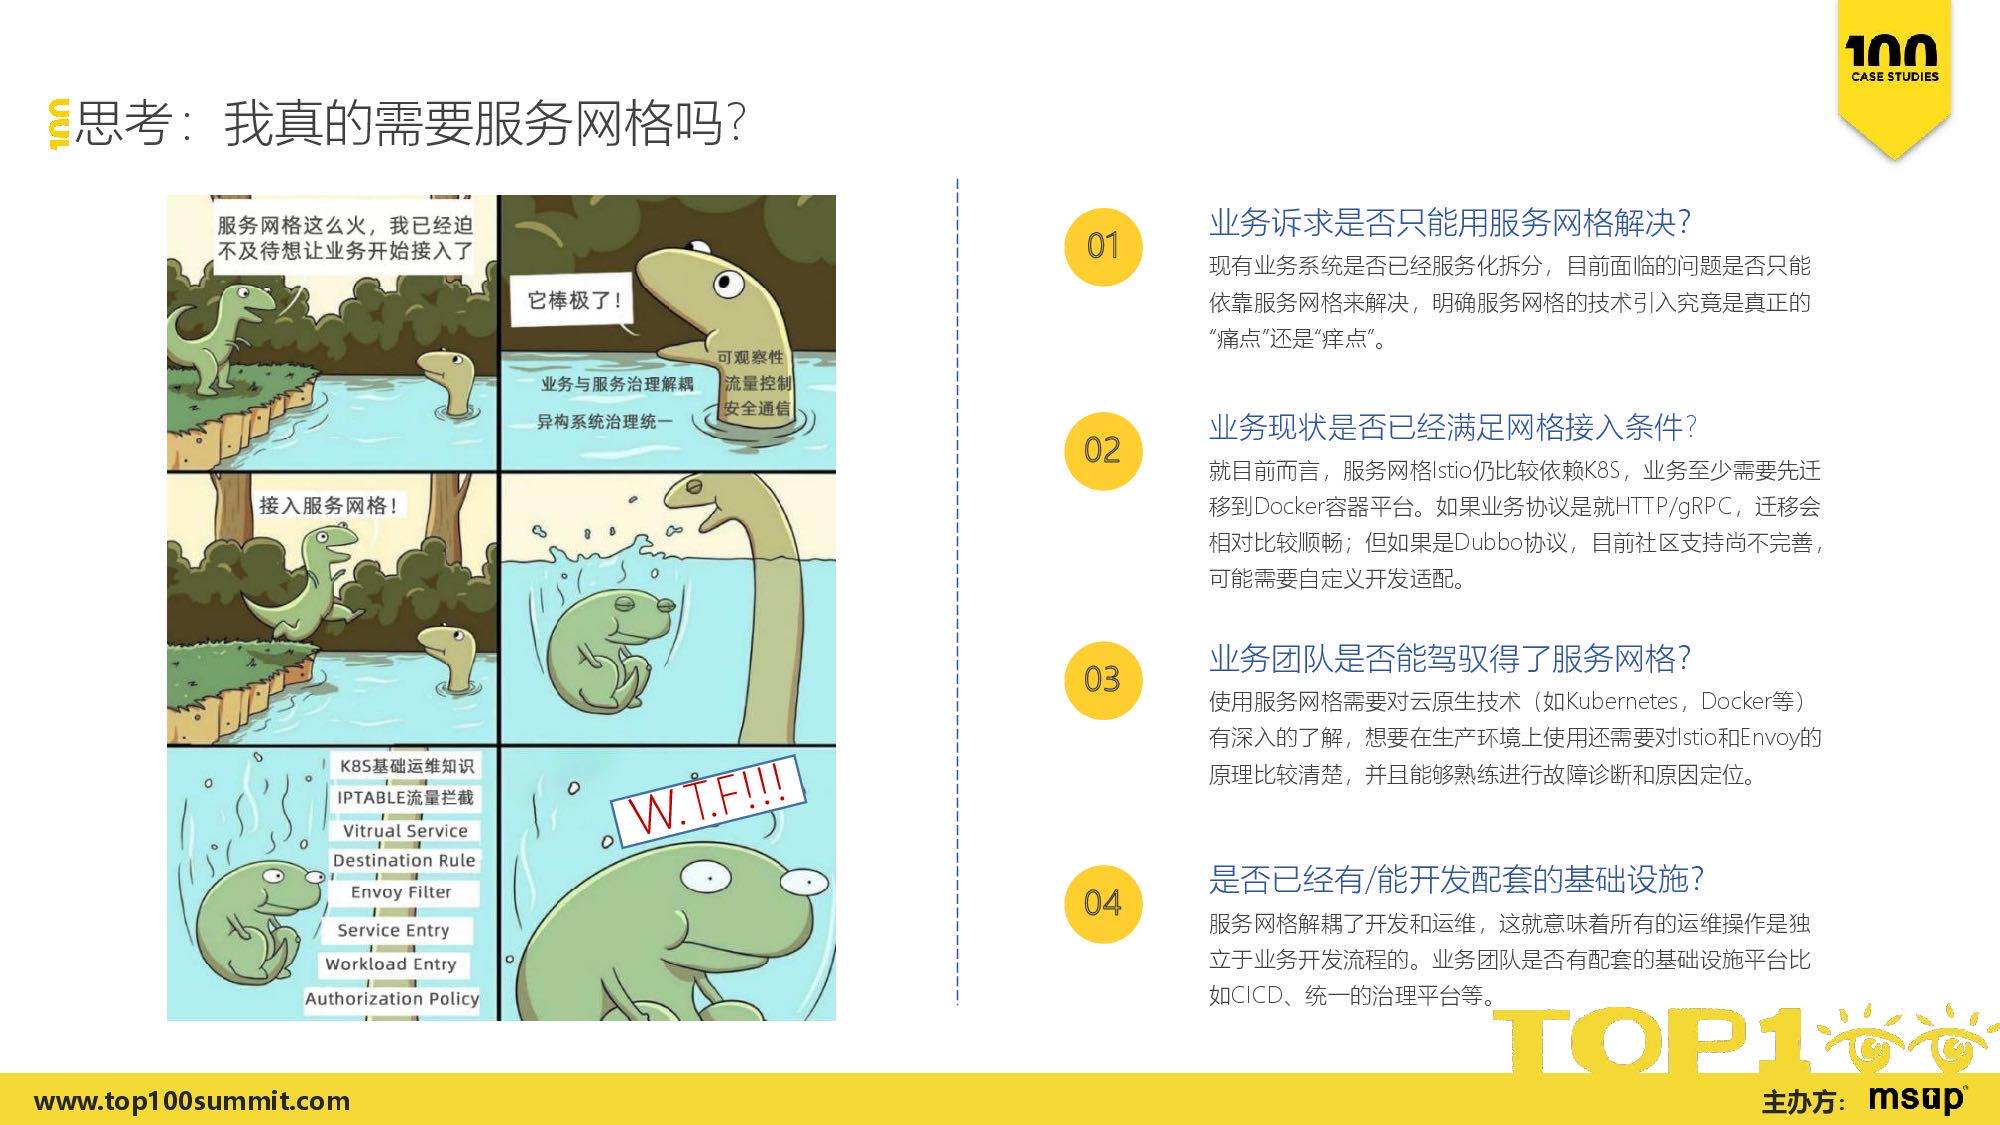 100
CASE STUDIES
思考：我真的需要服务网格吗？
服务网格这么火，我已经迫
不及待想让业务开始接入了
它棒极了！
可观察性
业务与服务治理解耦
流量控制
安全通信
异构系统治理统一
接入服务网格！
K8S基础运维知识
IPTABLE流量拦截
Vitrual Service
Destination Rule
Envoy Filter
Service Entry
Workload Entry
Authorization Policy
W.T.F!!!
01
业务诉求是否只能用服务网格解决？
现有业务系统是否已经服务化拆分，目前面临的问题是否只能
依靠服务网格来解决，明确服务网格的技术引入究竟是真正的
“痛点”还是“痒点”。
02
业务现状是否已经满足网格接入条件？
就目前而言，服务网格Istio仍比较依赖K8S，业务至少需要先迁
移到Docker容器平台。如果业务协议是就HTTP/gRPC，迁移会
相对比较顺畅；但如果是Dubbo协议，目前社区支持尚不完善，
可能需要自定义开发适配。
03
业务团队是否能驾驭得了服务网格？
使用服务网格需要对云原生技术（如Kubernetes，Docker等）
有深入的了解，想要在生产环境上使用还需要对Istio和Envoy的
原理比较清楚，并且能够熟练进行故障诊断和原因定位。
04
是否已经有/能开发配套的基础设施？
服务网格解耦了开发和运维，这就意味着所有的运维操作是独
立于业务开发流程的。业务团队是否有配套的基础设施平台比
如CICD、统一的治理平台等。
TOP100
www.top100summit.com
主办方：
msup